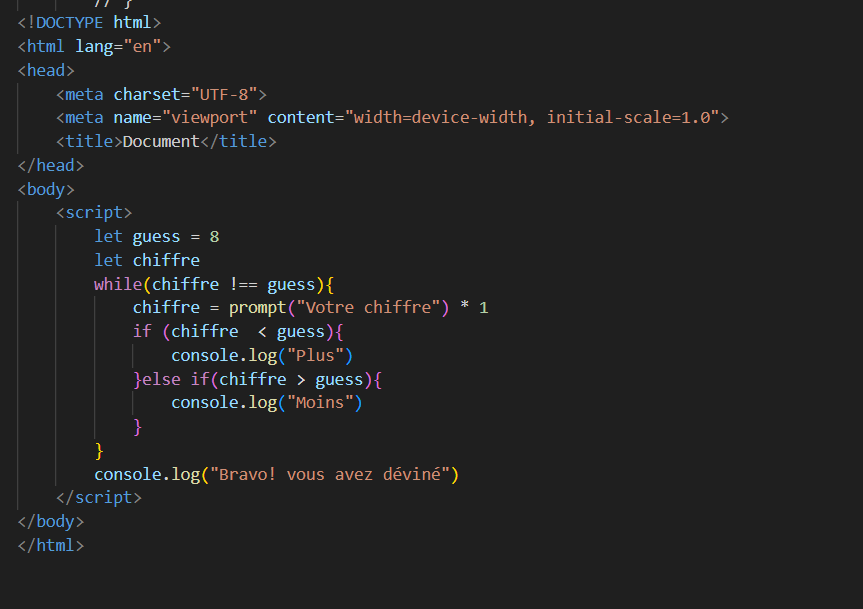 // }
<!DOCTYPE html>
<html lang="en">
<head>
    <meta charset="UTF-8">
    <meta name="viewport" content="width=device-width, initial-scale=1.0">
    <title>Document</title>
</head>
<body>
    <script>
        let guess = 8
        let chiffre
        while(chiffre !== guess){
            chiffre = prompt("Votre chiffre") * 1
            if (chiffre  < guess){
                console.log("Plus")
            }else if(chiffre > guess){
                console.log("Moins")
            }
        }
        console.log("Bravo! vous avez déviné")
    </script>
</body>
</html>